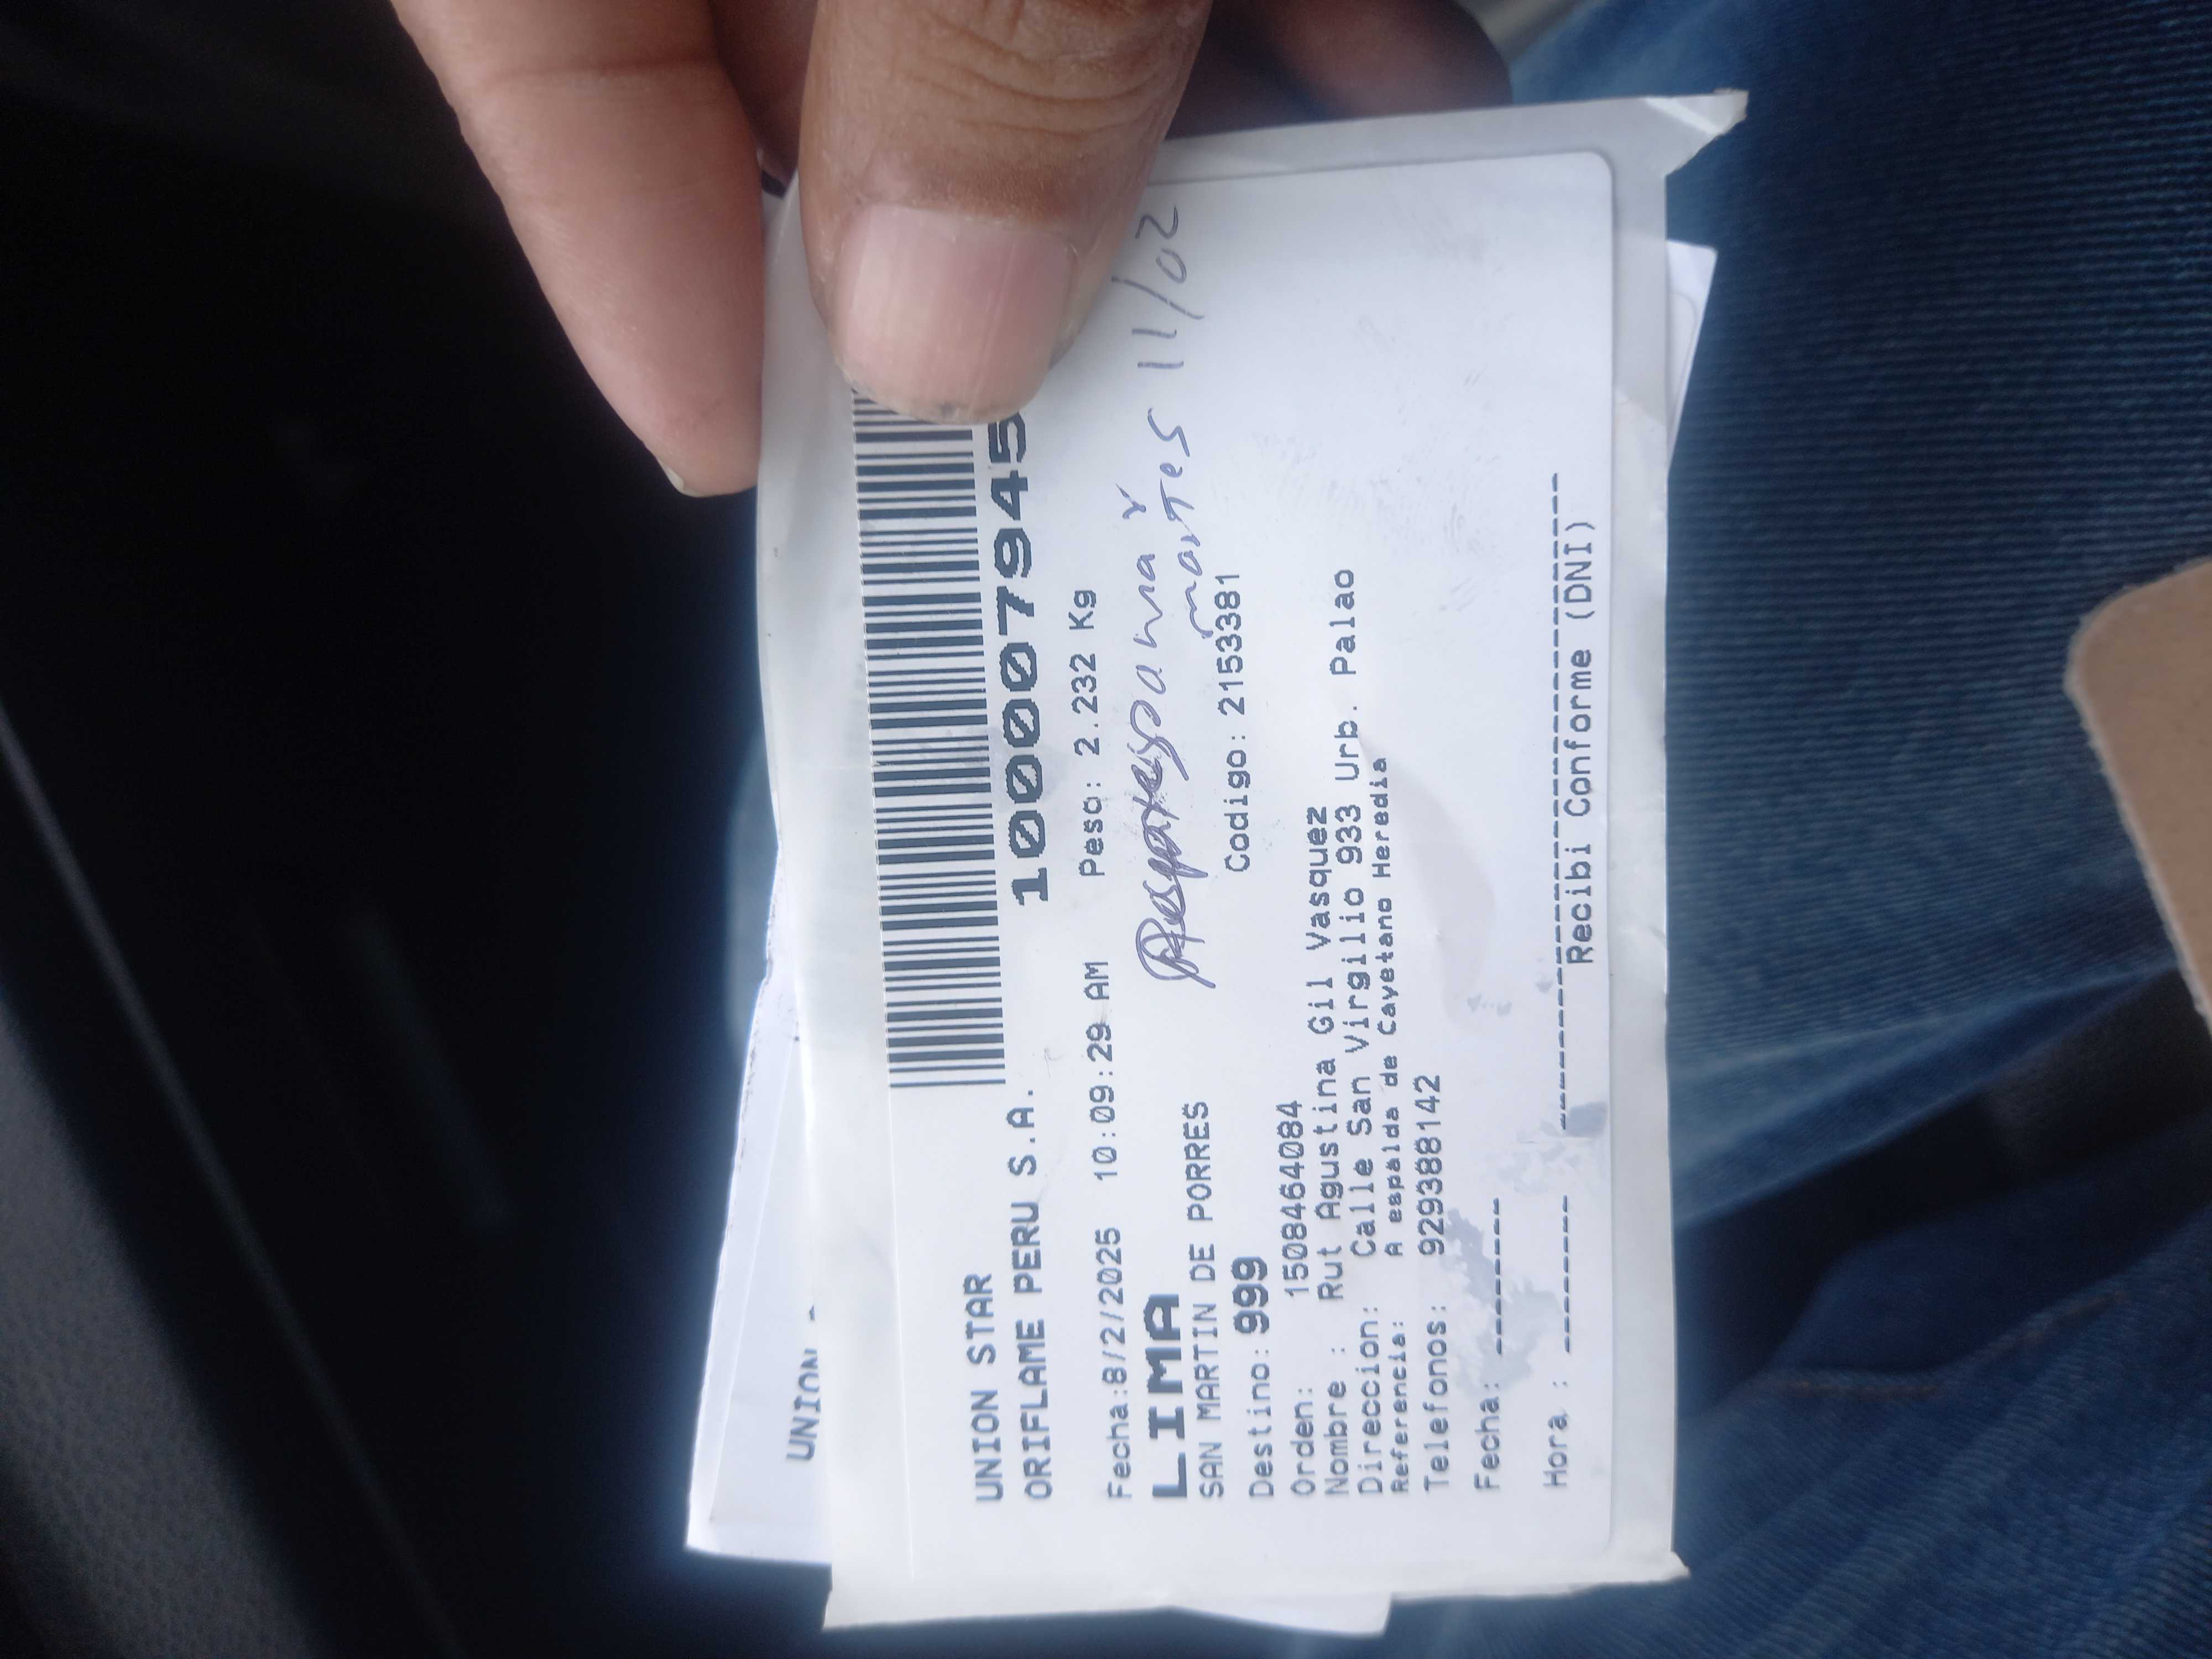 UNION STAR
ORIFLAME PERU S.A.
100007945
Fecha:8/2/2025 10:09:29 AM Peso: 2.232 Kg
LIMA
SAN MARTIN DE PORRES
martes 11/02
Destino: 999 Codigo: 2153381
Orden: 1508464084
Nombre : Rut Agustina Gil Vasquez
Direccion: Calle San Virgilio 933 Urb. Palao
Referencia: A espalda de Cayetano Heredia
Telefonos: 929388142
Fecha: --------
Hora : --------
Recibi Conforme (DNI)
UNION